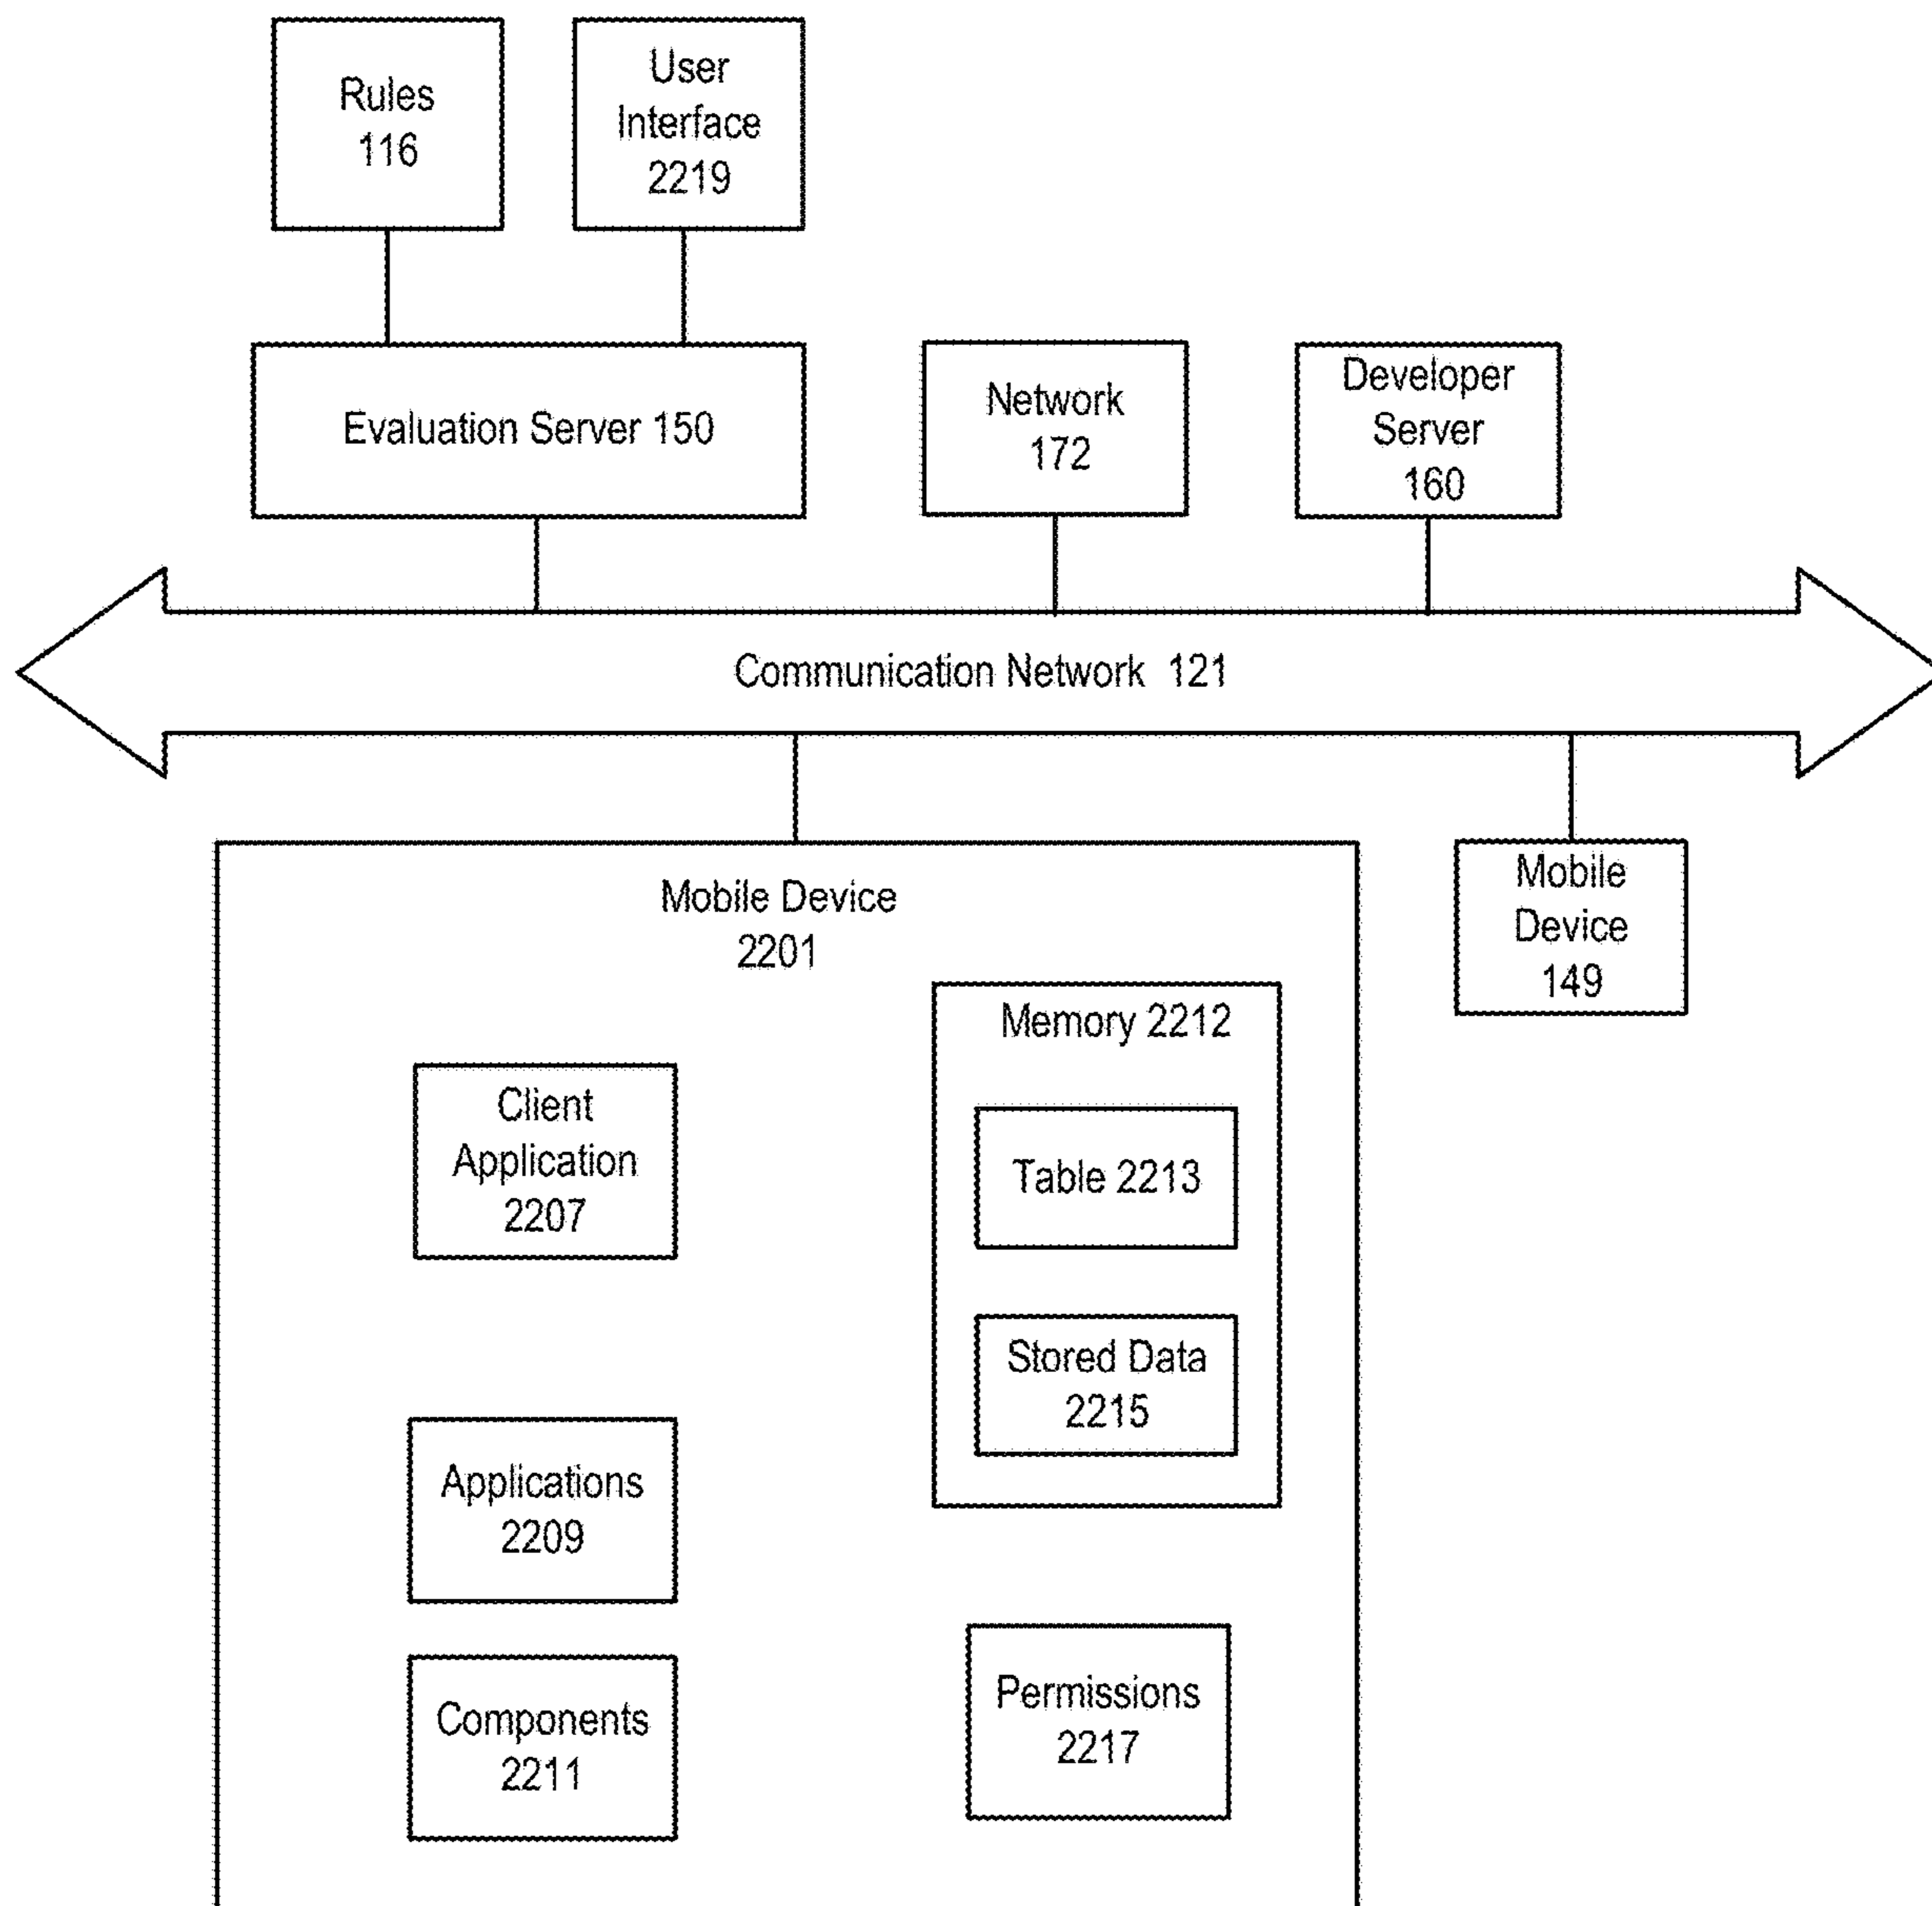 Rules
116
User
Interface
2219
Evaluation Server 150
Network
172
Developer
Server
160
Communication Network 121
Mobile Device
2201
Mobile
Device
149
Memory 2212
Client
Application
2207
Table 2213
Stored Data
2215
Applications
2209
Components
2211
Permissions
2217